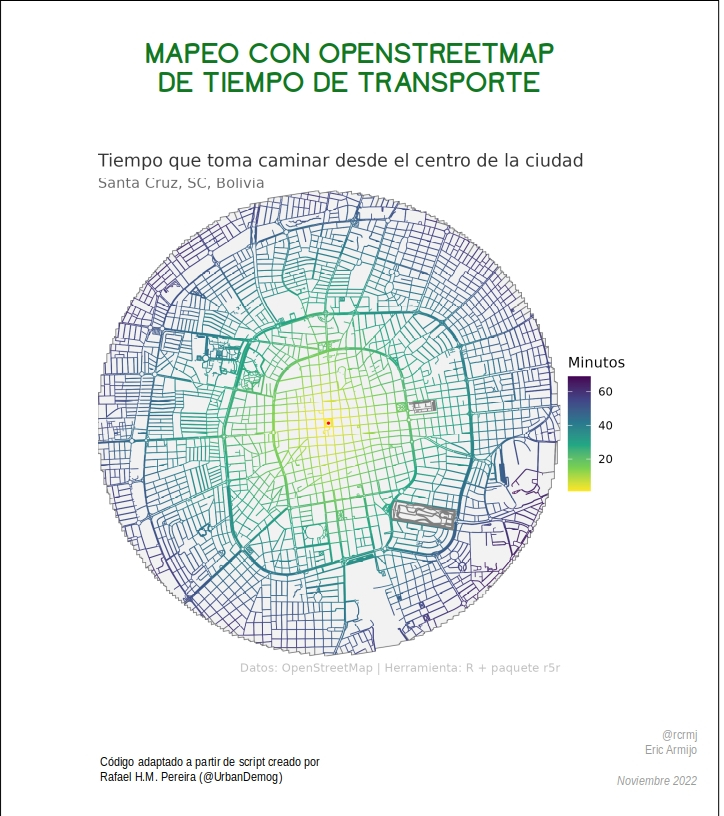 MAPEO CON OPENSTREETMAP
DE TIEMPO DE TRANSPORTE
Tiempo que toma caminar desde el centro de la ciudad
Santa Cruz, SC, Bolivia
Minutos
60
40
20
Datos: OpenStreetMap | Herramienta: R + paquete r5r
@rcrmj
Eric Armijo
Código adaptado a partir de script creado por
Rafael H.M. Pereira (@UrbanDemog)
Noviembre 2022